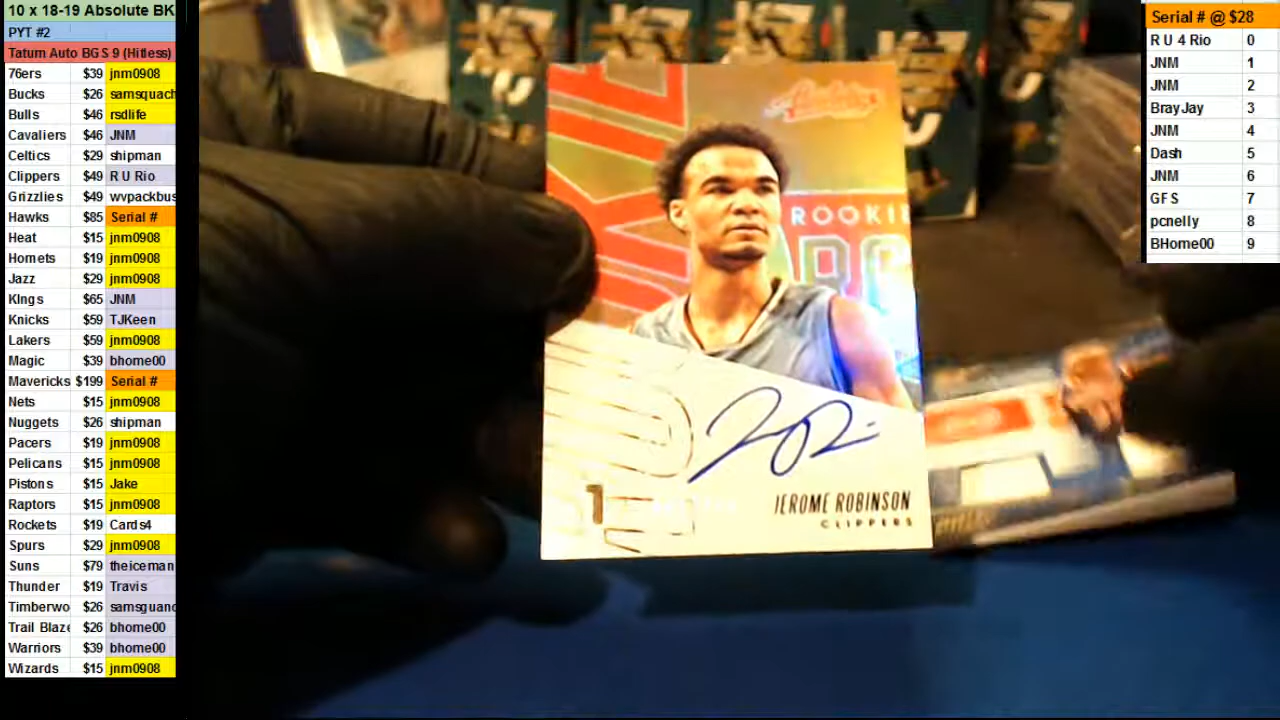 10 x 18-19 Absolute BK
PYT #2
Tatum Auto BGS 9 (Hitless)
76ers $39 jnm0908
Bucks $26 samsquach
Bulls $46 rsdlife
Cavaliers $46 JNM
Celtics $29 shipman
Clippers $49 R U Rio
Grizzlies $49 wvpackbus
Hawks $85 Serial #
Heat $15 jnm0908
Hornets $19 jnm0908
Jazz $29 jnm0908
KIngs $65 JNM
Knicks $59 TJKeen
Lakers $59 jnm0908
Magic $39 bhome00
Mavericks $199 Serial #
Nets $15 jnm0908
Nuggets $26 shipman
Pacers $19 jnm0908
Pelicans $15 jnm0908
Pistons $15 Jake
Raptors $15 jnm0908
Rockets $19 Cards4
Spurs $29 jnm0908
Suns $79 theiceman
Thunder $19 Travis
Timberwo $26 samsguand
Trail Blaze $26 bhome00
Warriors $39 bhome00
Wizards $15 jnm0908
Absolute
ROOKIE
JEROME ROBINSON
CLIPPERS
Serial # @ $28
R U 4 Rio 0
JNM 1
JNM 2
BrayJay 3
JNM 4
Dash 5
JNM 6
GFS 7
pcnelly 8
BHome00 9